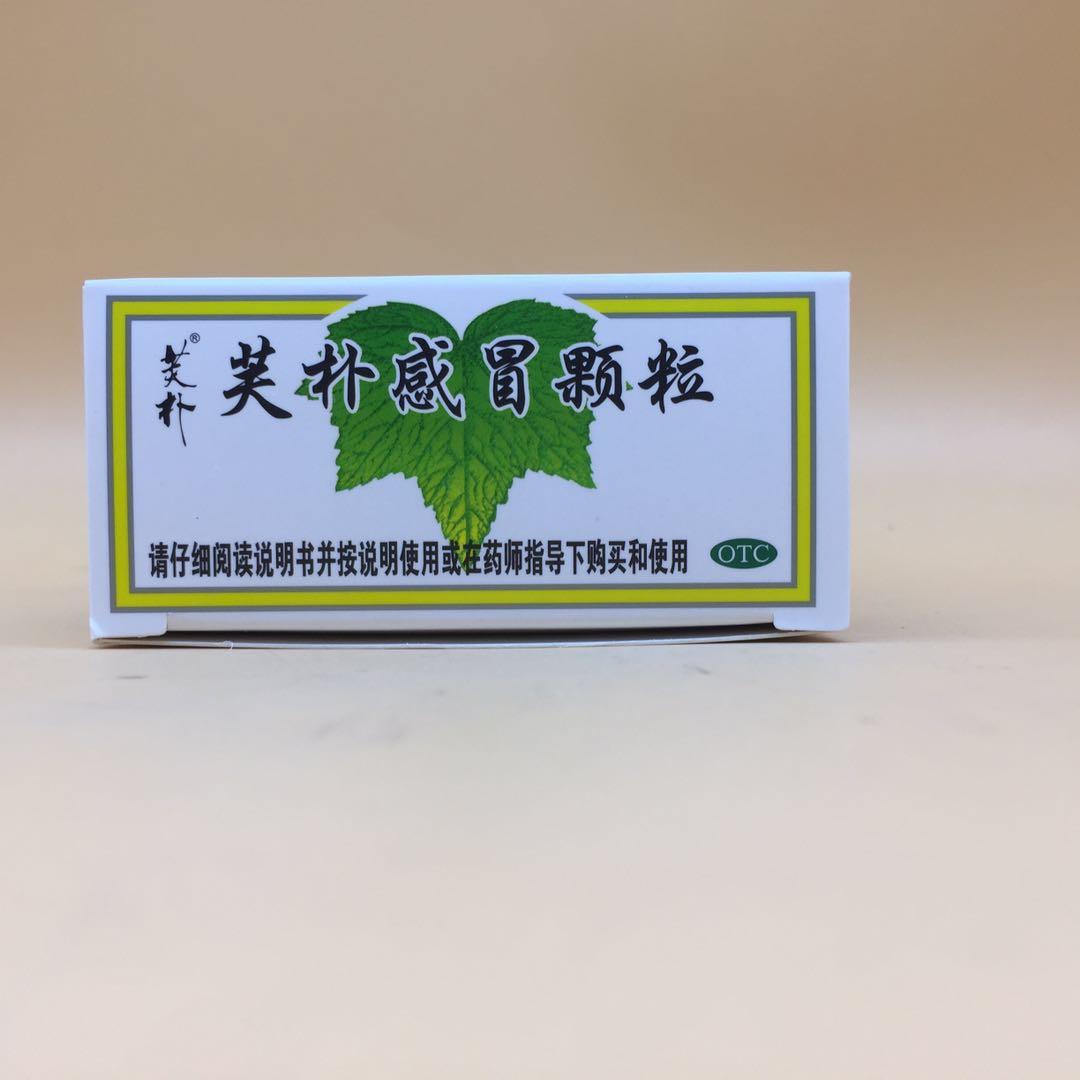 芙朴®
芙朴感冒颗粒
请仔细阅读说明书并按说明使用或在药师指导下购买和使用
OTC